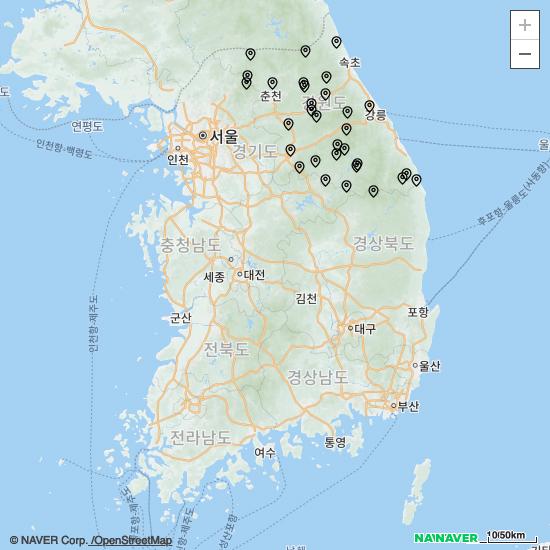 +
−
속초
도
춘천
강원도
강릉
연평도
서울
인천항-백령도
인천
경기도
울
후포항-울릉도(사동항)
충청남도
경상북도
세종
대전
김천
인천항-제주도
군산
포항
대구
전북도
경상남도
울산
부산
전라남도
통영
여수
© NAVER Corp. /OpenStreetMap
NAVER
10/50km